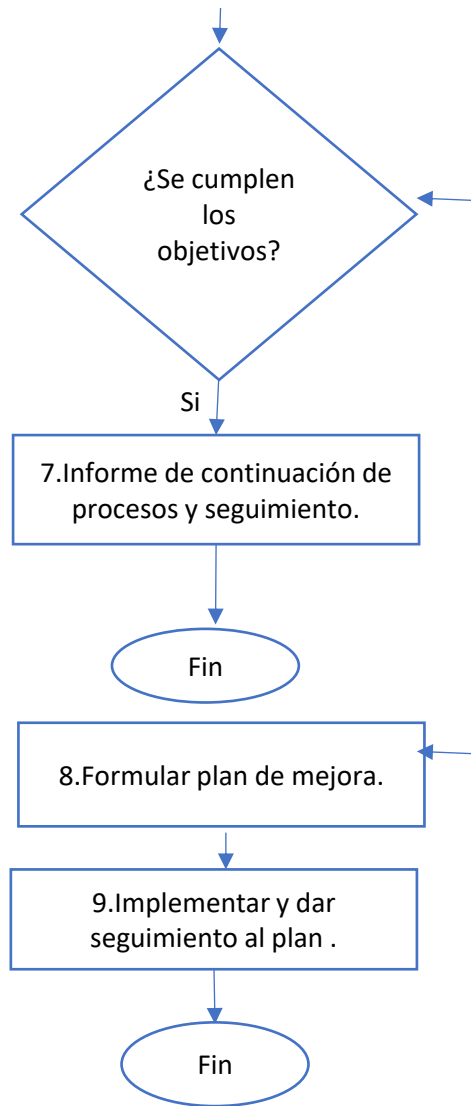 ¿Se cumplen
los
objetivos?
Si
7.Informe de continuación de
procesos y seguimiento.
Fin
8.Formular plan de mejora.
9.Implementar y dar
seguimiento al plan .
Fin